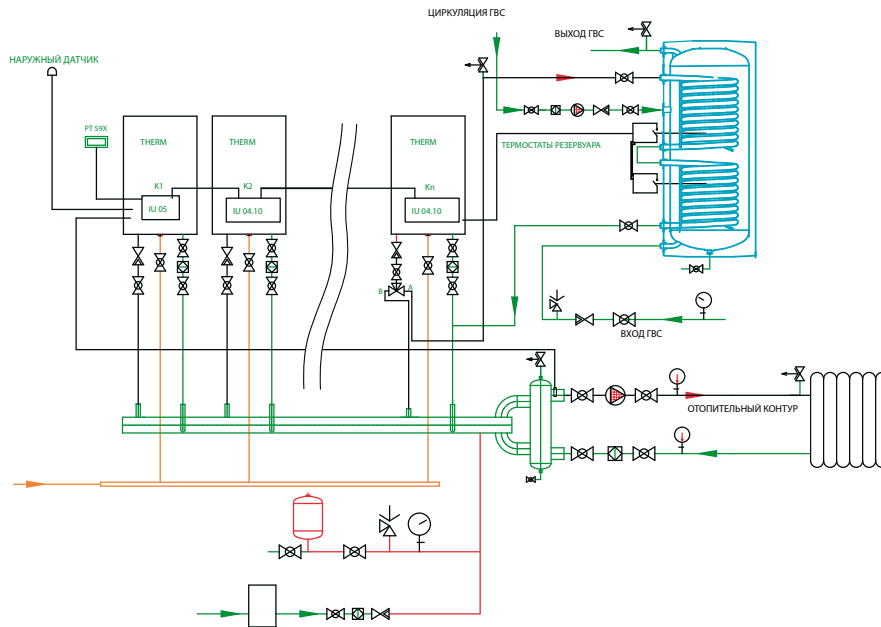 ЦИРКУЛЯЦИЯ ГВС
ВЫХОД ГВС
НАРУЖНЫЙ ДАТЧИК
PT 59X
THERM
THERM
THERM
ТЕРМОСТАТЫ РЕЗЕРВУАРА
K1
K2
Kn
IU 05
IU 04.10
IU 04.10
B
A
ВХОД ГВС
ОТОПИТЕЛЬНЫЙ КОНТУР